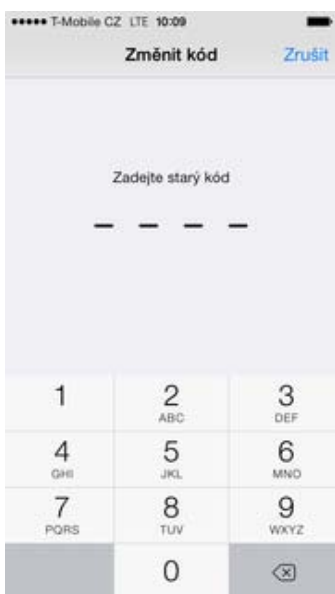 T-Mobile CZ LTE 10:09
Změnit kód Zrušit
Zadejte starý kód
1 2 3
ABC DEF
4 5 6
GHI JKL MNO
7 8 9
PQRS TUV WXYZ
0